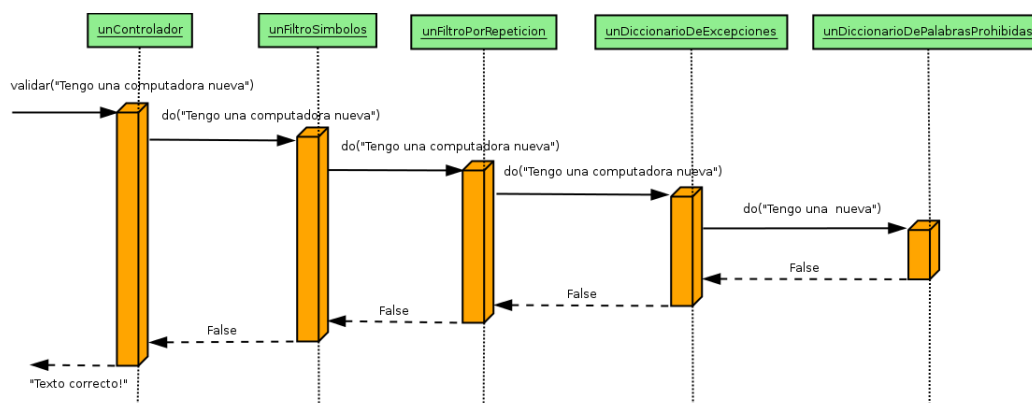 unControlador
unFiltroSimbolos
unFiltroPorRepeticion
unDiccionarioDeExcepciones
unDiccionarioDePalabrasProhibidas
validar("Tengo una computadora nueva")
do("Tengo una computadora nueva")
do("Tengo una computadora nueva")
do("Tengo una computadora nueva")
do("Tengo una  nueva")
False
False
False
False
"Texto correcto!"